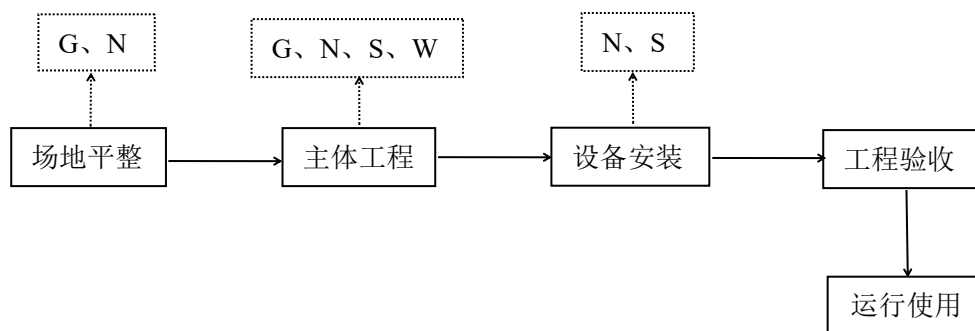 G、N
G、N、S、W
N、S
场地平整
主体工程
设备安装
工程验收
运行使用